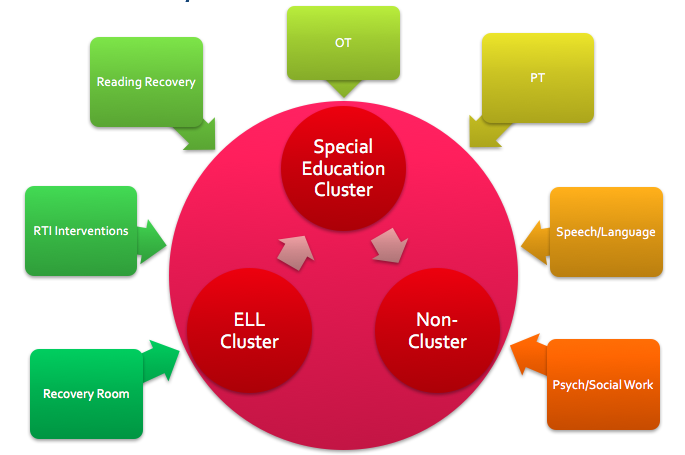 OT
Reading Recovery
PT
Special
Education
Cluster
RTI Interventions
Speech/Language
ELL
Cluster
Non-
Cluster
Recovery Room
Psych/Social Work